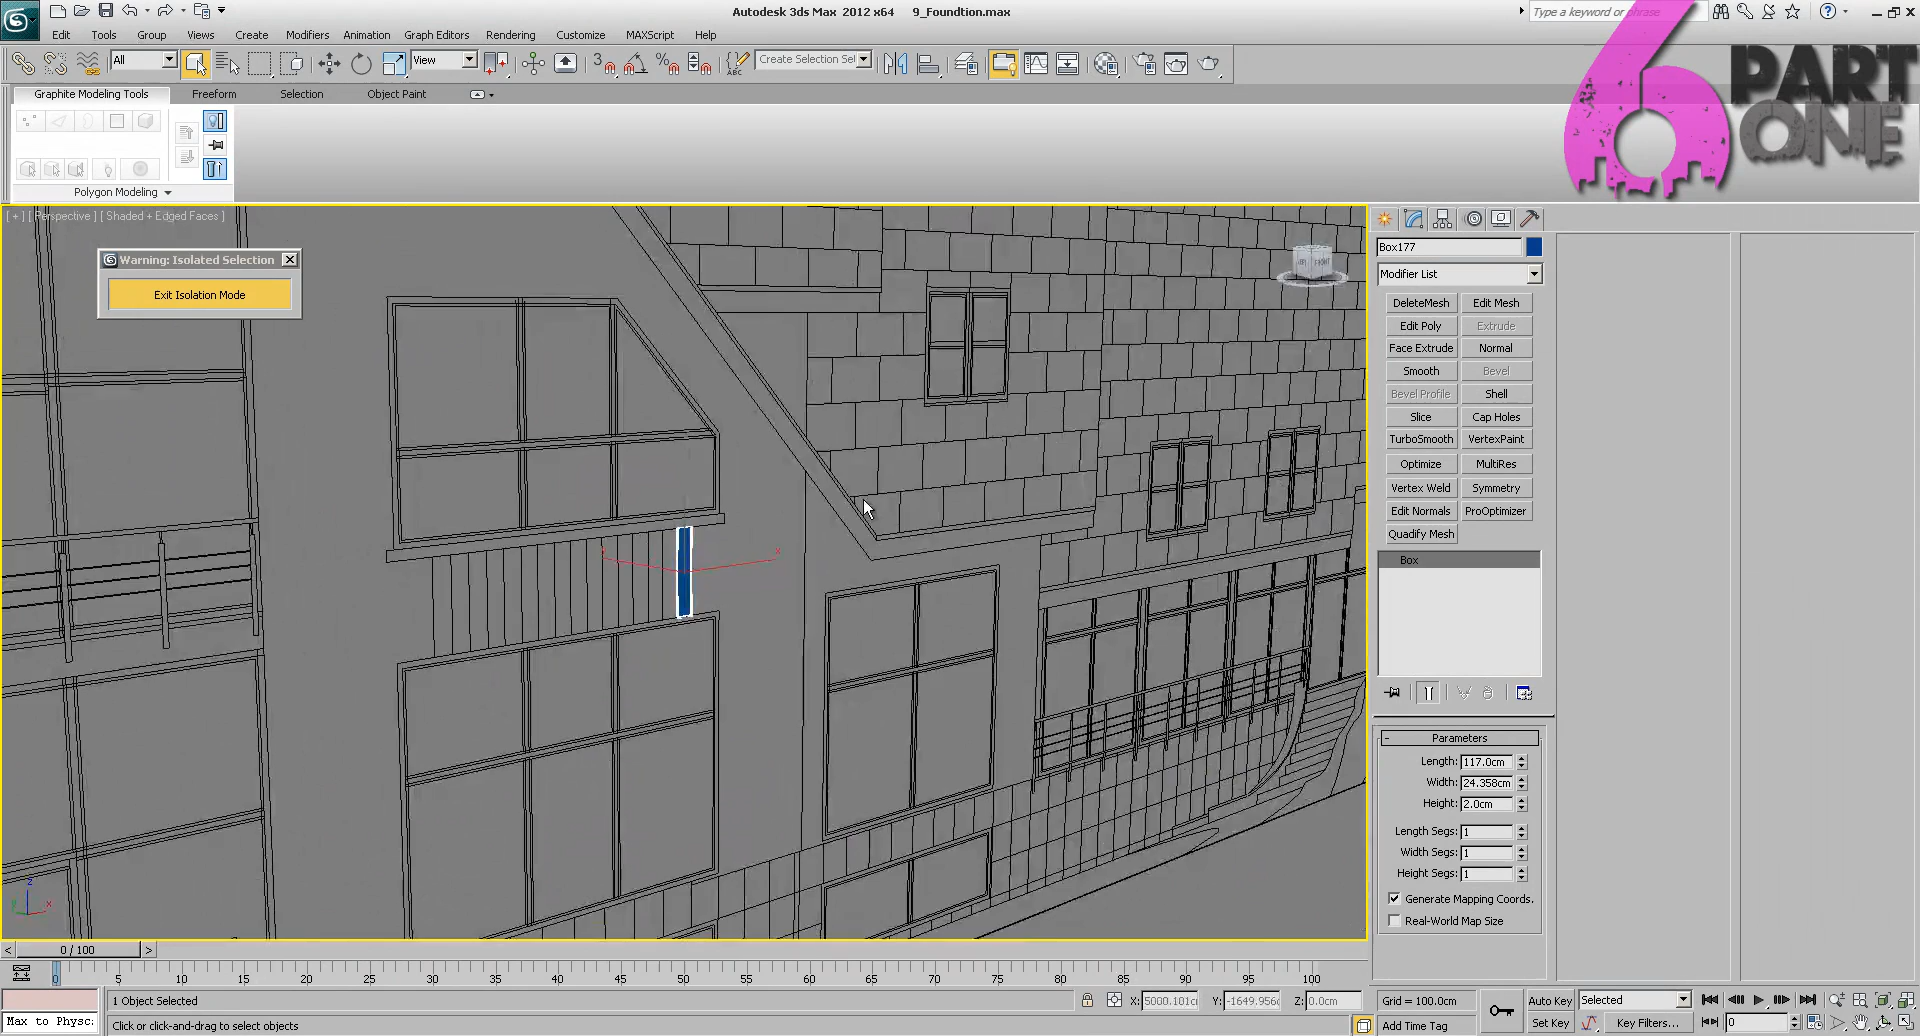 Autodesk 3ds Max 2012 x64 9_Foundtion.max
Type a keyword or phrase
Edit Tools Group Views Create Modifiers Animation Graph Editors Rendering Customize MAXScript Help
All View Create Selection Sel
Graphite Modeling Tools Freeform Selection Object Paint
Polygon Modeling
6 PART ONE
[ + ] [ Perspective ] [ Shaded + Edged Faces ]
Warning: Isolated Selection
Exit Isolation Mode
FRONT
x
x
z
x
Box177
Modifier List
DeleteMesh Edit Mesh
Edit Poly Extrude
Face Extrude Normal
Smooth Bevel
Bevel Profile Shell
Slice Cap Holes
TurboSmooth VertexPaint
Optimize MultiRes
Vertex Weld Symmetry
Edit Normals ProOptimizer
Quadify Mesh
Box
- Parameters
Length: 117.0cm
Width: 24.358cm
Height: 2.0cm
Length Segs: 1
Width Segs: 1
Height Segs: 1
Generate Mapping Coords.
Real-World Map Size
< 0 / 100 >
0 5 10 15 20 25 30 35 40 45 50 55 60 65 70 75 80 85 90 95 100
1 Object Selected X: 5000.101c Y: -1649.956c Z: 0.0cm Grid = 100.0cm Auto Key Selected
Max to Physc: Click or click-and-drag to select objects Add Time Tag Set Key Key Filters... 0